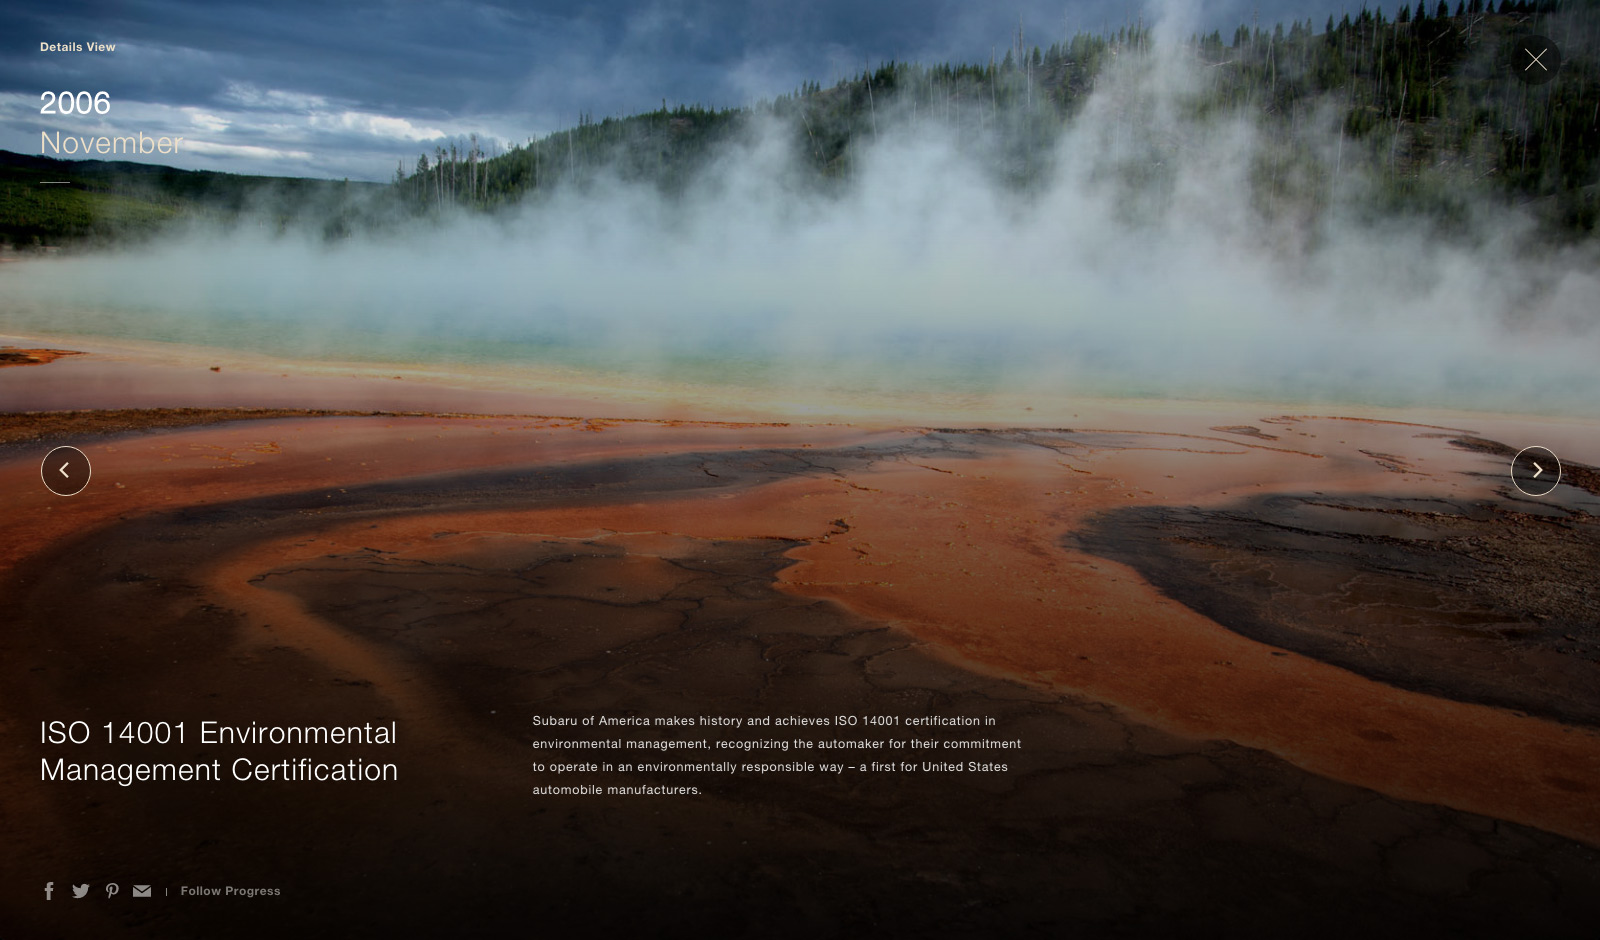 Details View
2006
November
ISO 14001 Environmental
Management Certification
Subaru of America makes history and achieves ISO 14001 certification in
environmental management, recognizing the automaker for their commitment
to operate in an environmentally responsible way – a first for United States
automobile manufacturers.
Follow Progress